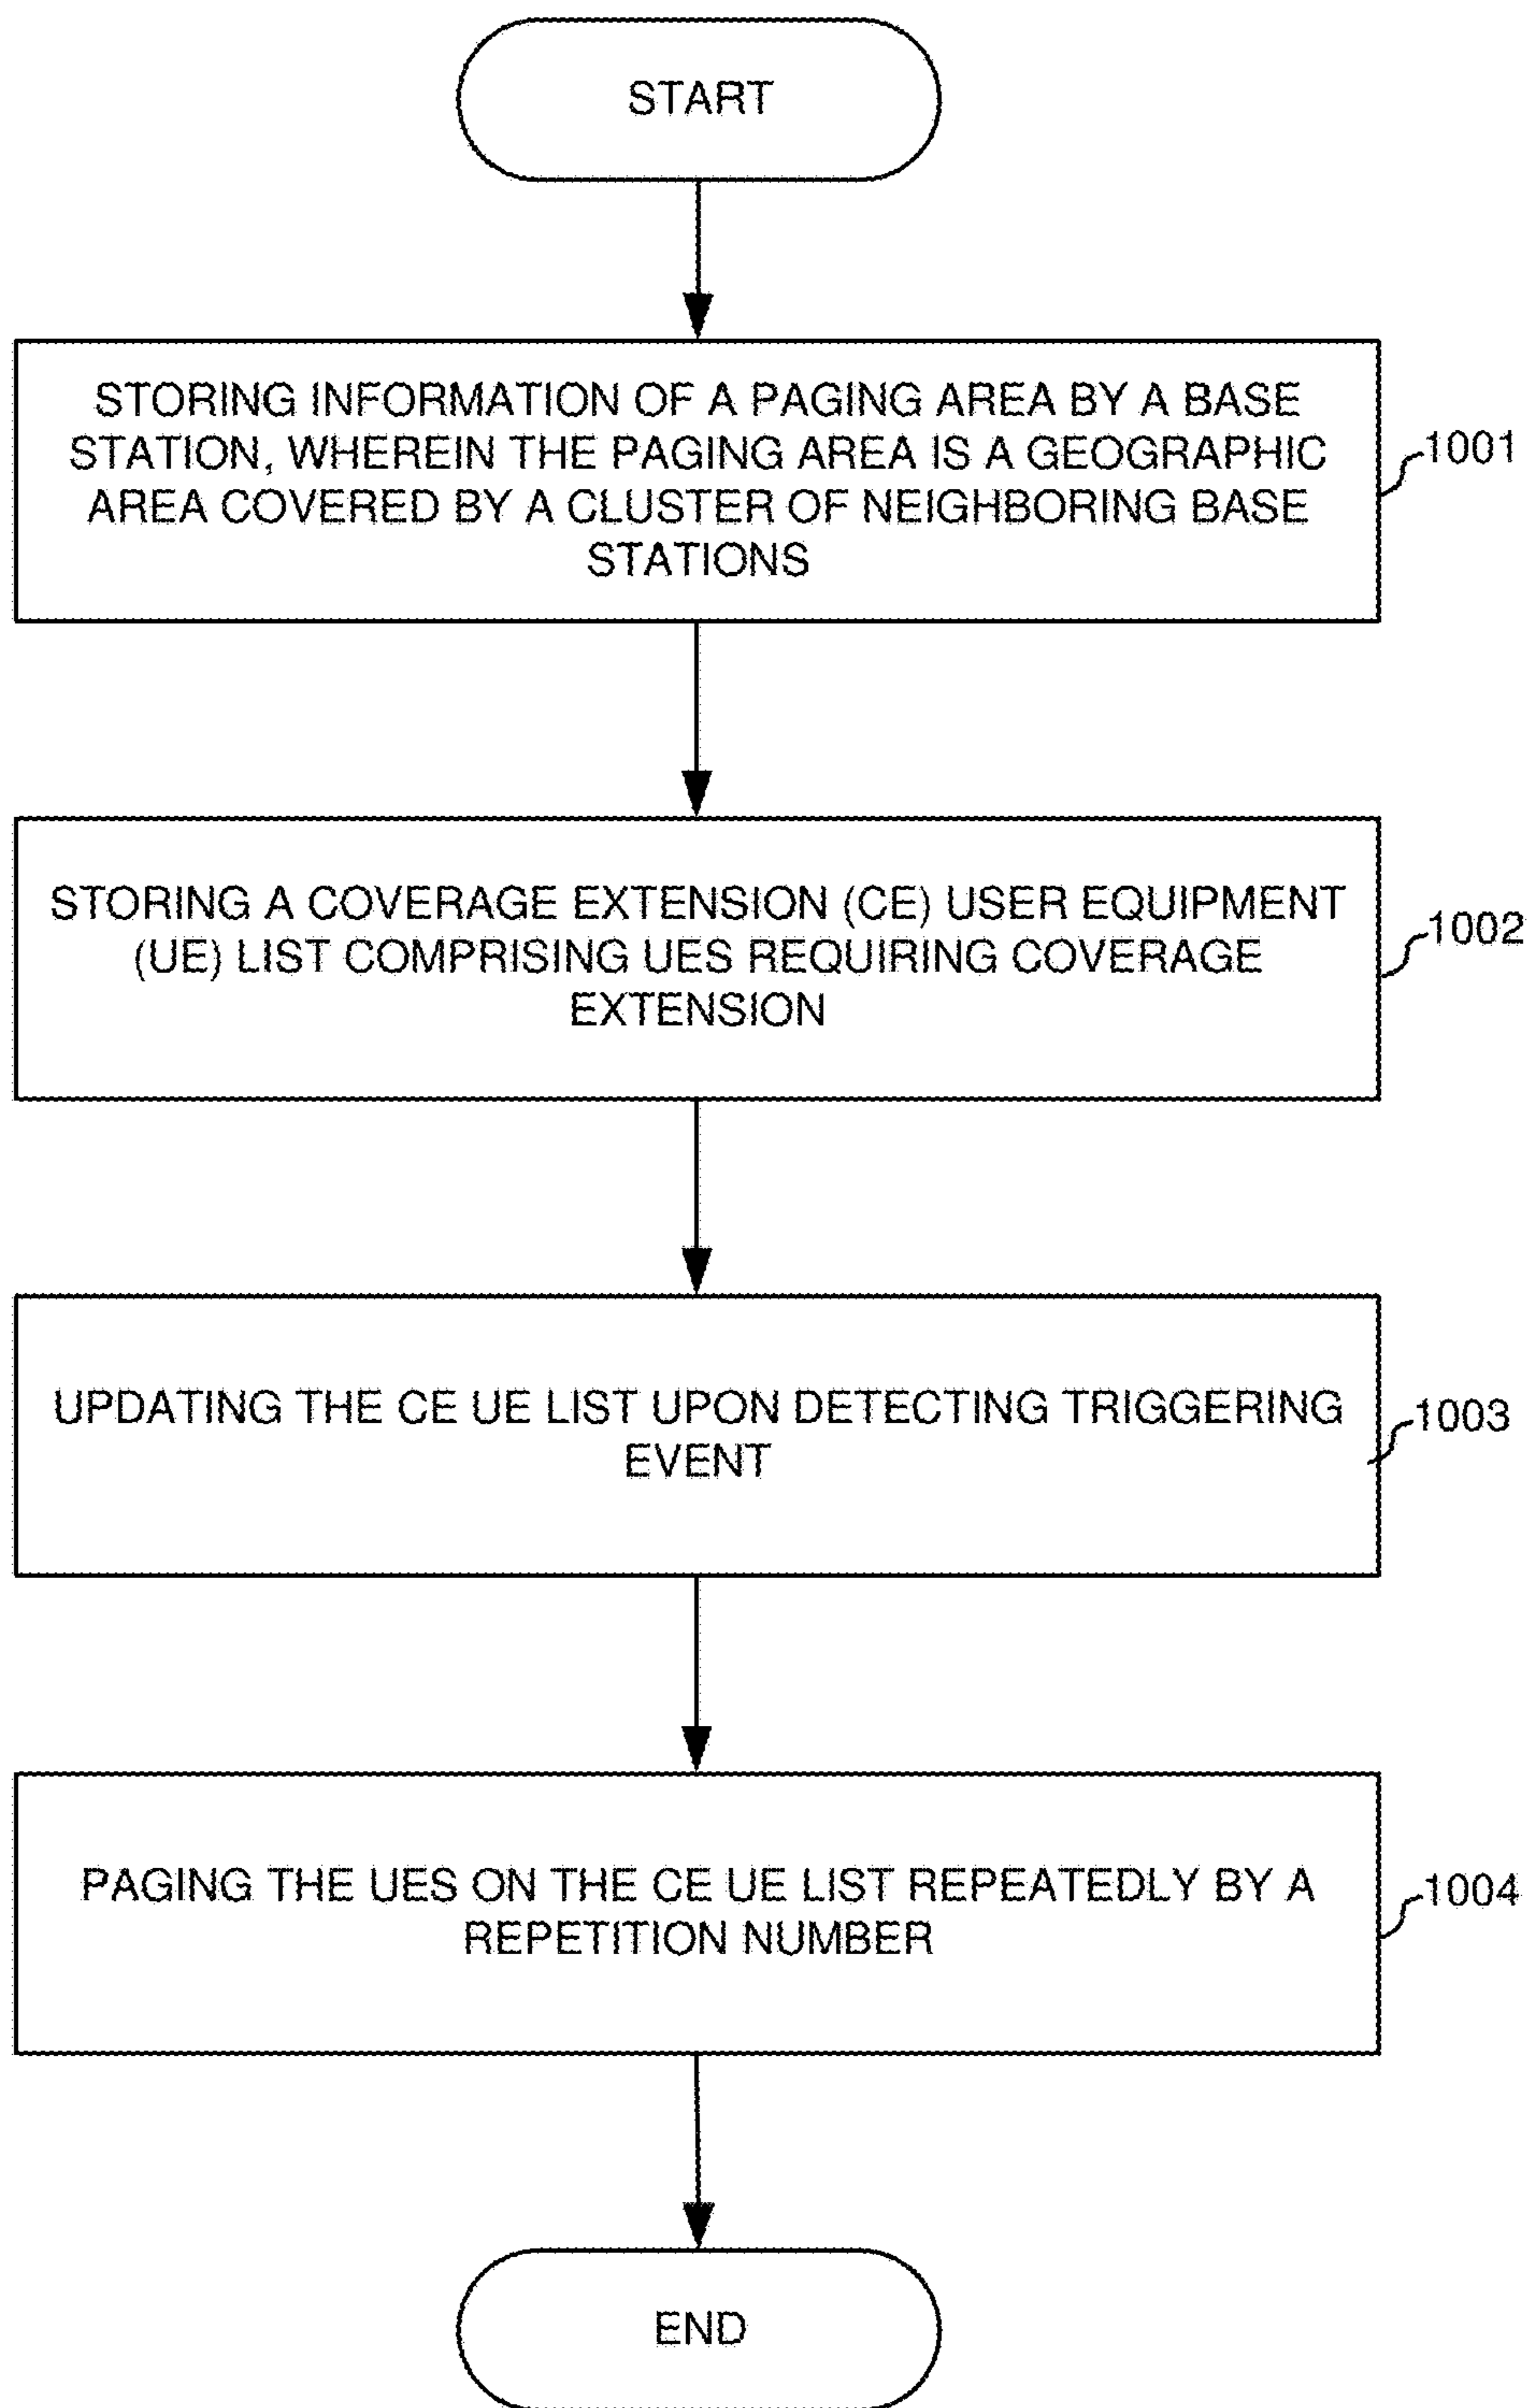 START
STORING INFORMATION OF A PAGING AREA BY A BASE
STATION, WHEREIN THE PAGING AREA IS A GEOGRAPHIC
AREA COVERED BY A CLUSTER OF NEIGHBORING BASE
STATIONS
1001
STORING A COVERAGE EXTENSION (CE) USER EQUIPMENT
(UE) LIST COMPRISING UES REQUIRING COVERAGE
EXTENSION
1002
UPDATING THE CE UE LIST UPON DETECTING TRIGGERING
EVENT
1003
PAGING THE UES ON THE CE UE LIST REPEATEDLY BY A
REPETITION NUMBER
1004
END